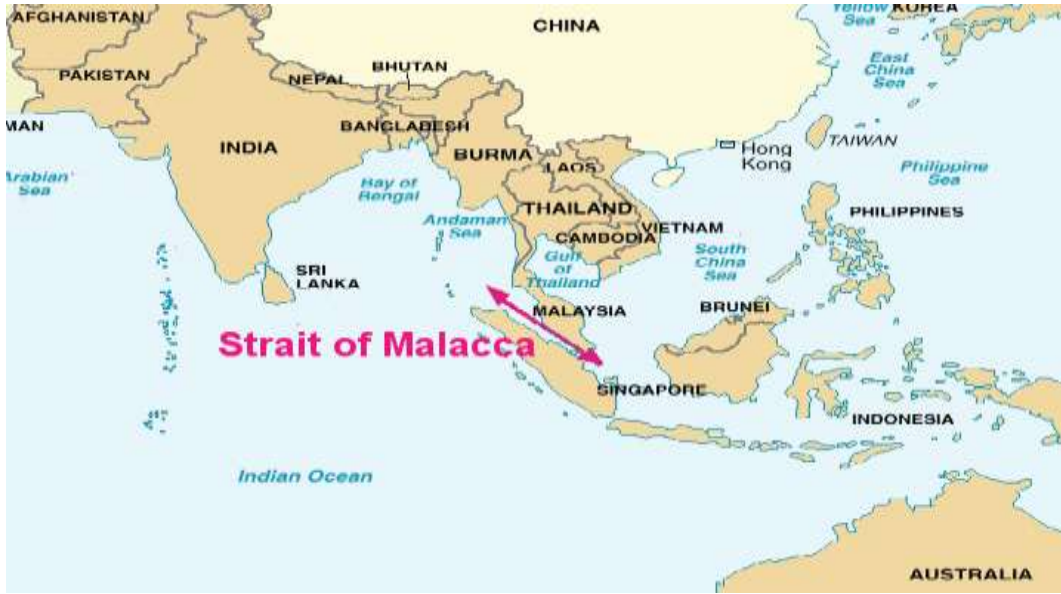 AFGHANISTAN
Yellow
Sea
KOREA
CHINA
East
China
Sea
PAKISTAN
NEPAL
BHUTAN
BANGLADESH
INDIA
BURMA
LAOS
Hong
Kong
TAIWAN
MAN
Arabian
Sea
Bay of
Bengal
Philippine
Sea
THAILAND
PHILIPPINES
Andaman
Sea
VIETNAM
CAMBODIA
South
China
Sea
Gulf
of
Thailand
SRI
LANKA
MALAYSIA
BRUNEI
Strait of Malacca
SINGAPORE
INDONESIA
Indian Ocean
AUSTRALIA